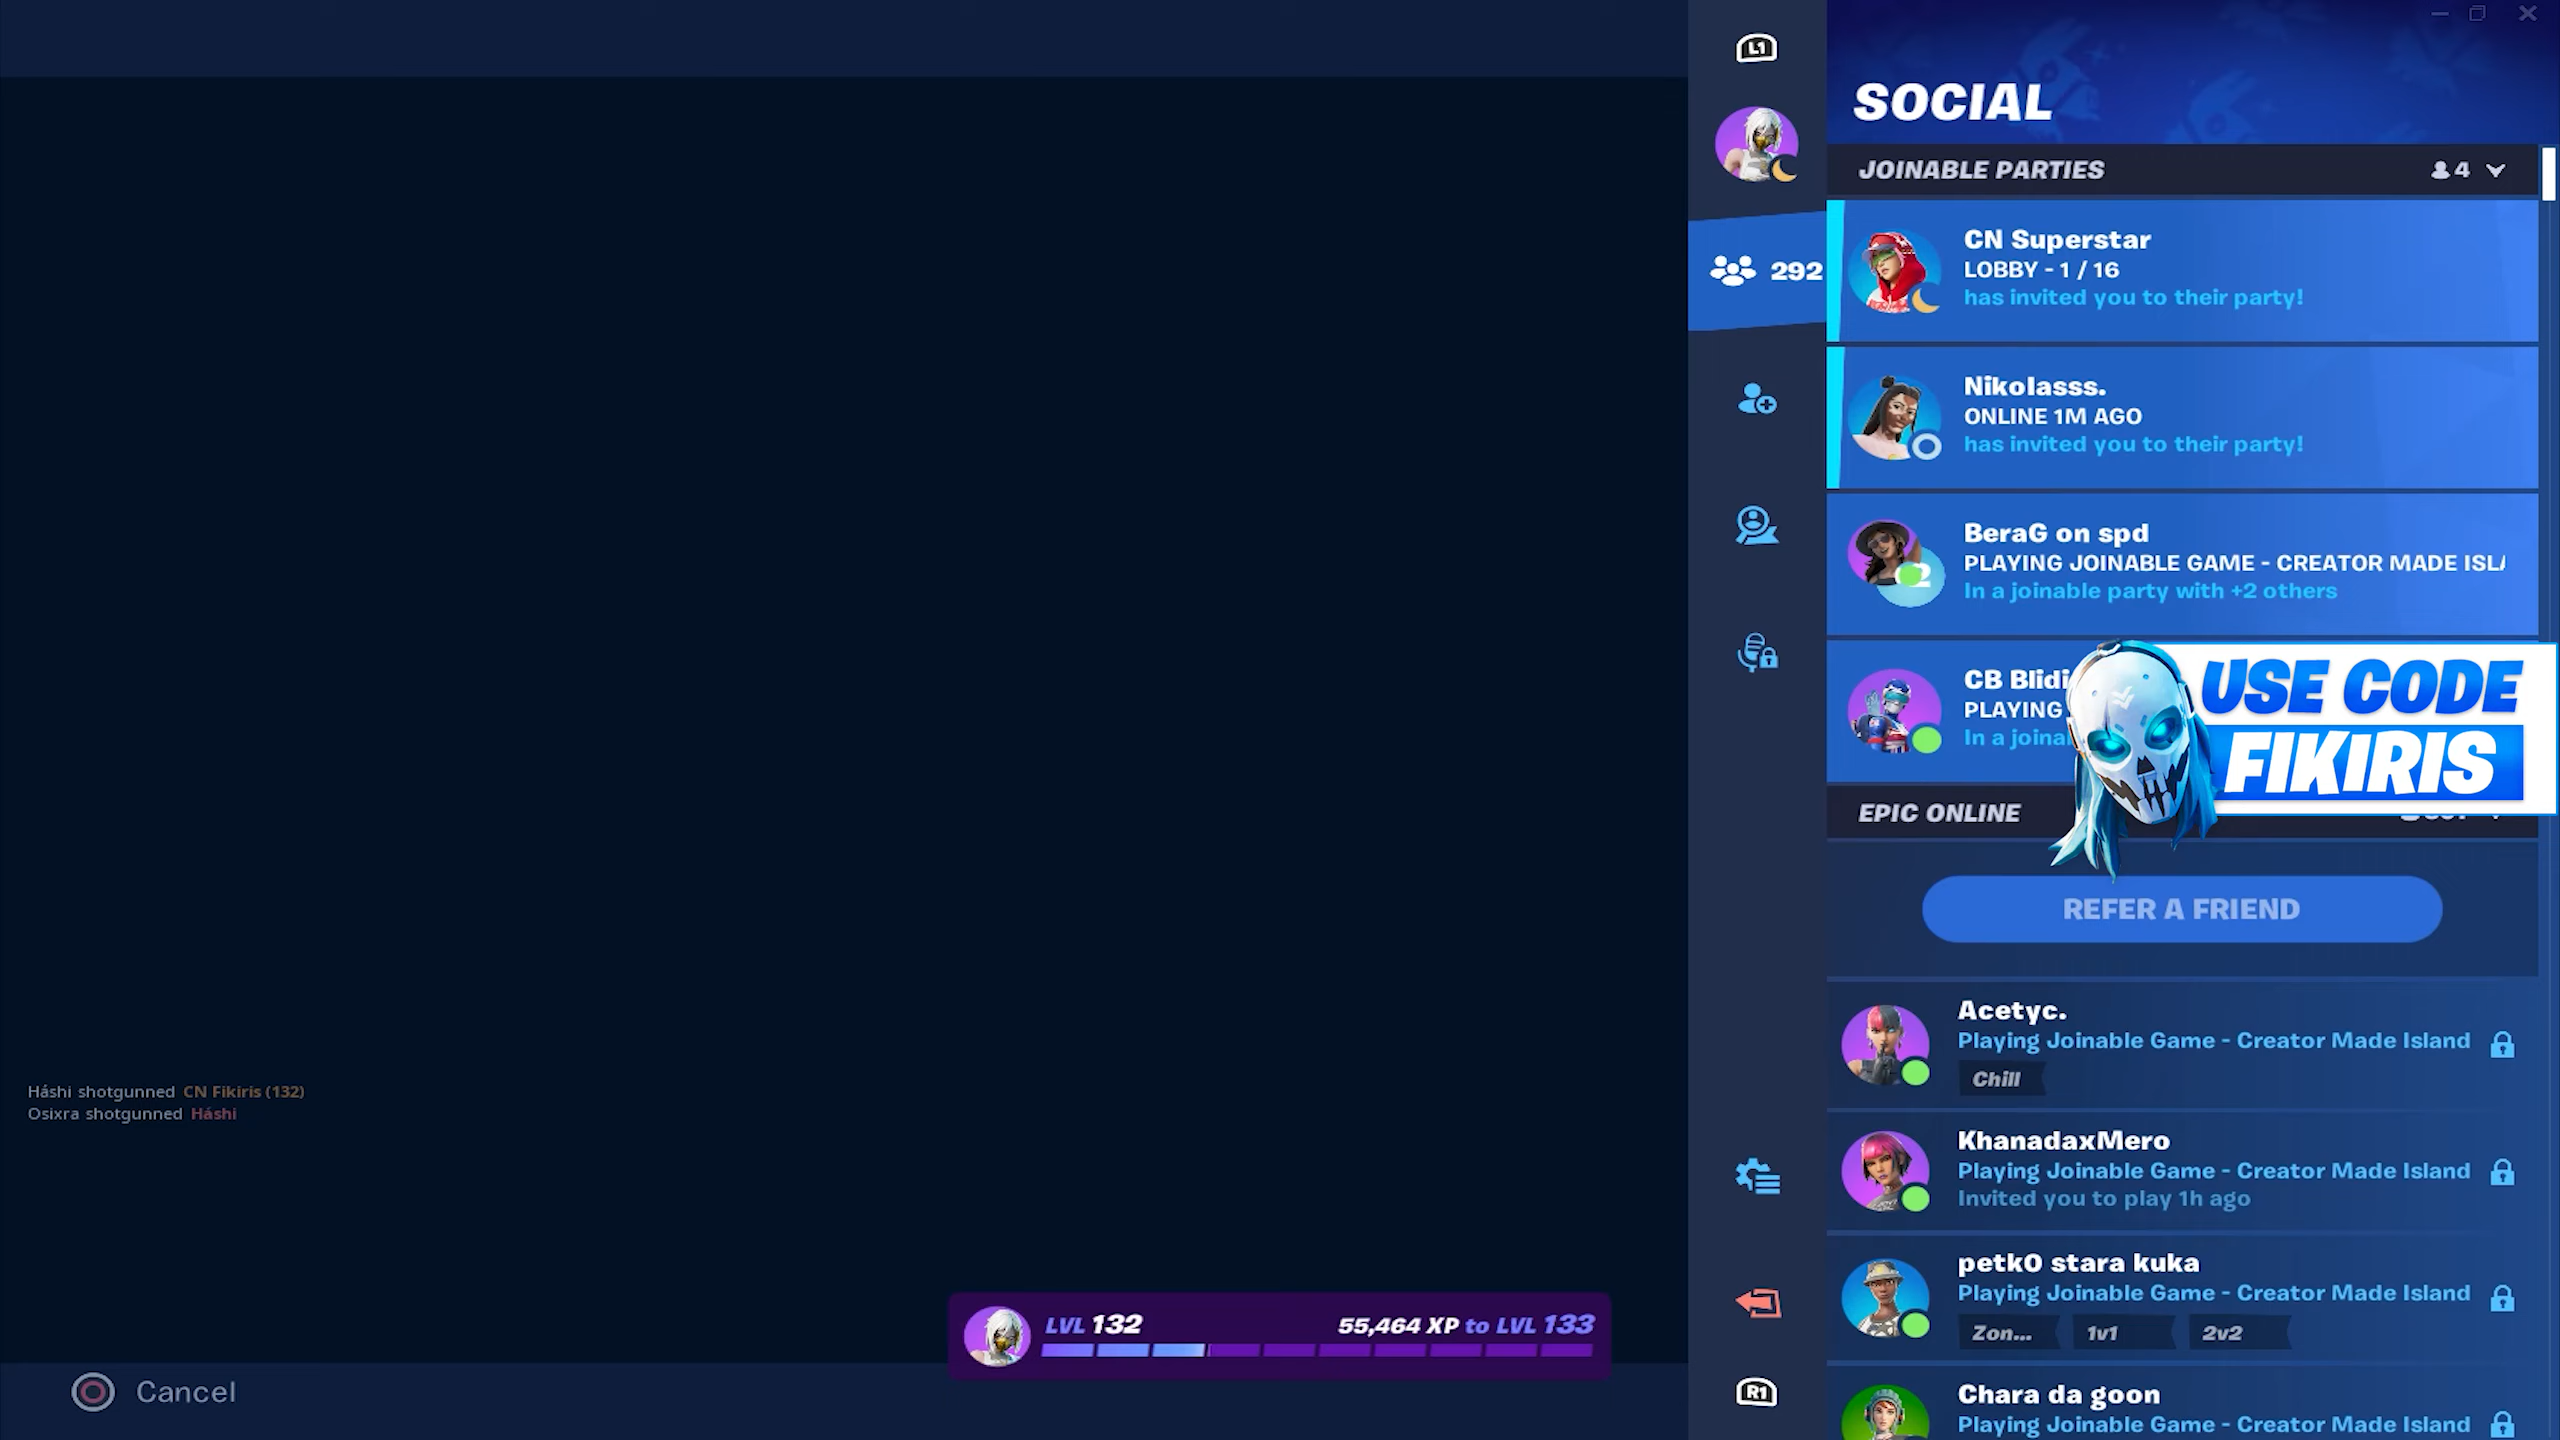 L1
SOCIAL
JOINABLE PARTIES
4
CN Superstar
LOBBY - 1 / 16
has invited you to their party!
292
Nikolasss.
ONLINE 1M AGO
has invited you to their party!
BeraG on spd
PLAYING JOINABLE GAME - CREATOR MADE ISLA
In a joinable party with +2 others
CB Blidi
PLAYING
In a joina
USE CODE
FIKIRIS
EPIC ONLINE
REFER A FRIEND
Acetyc.
Playing Joinable Game - Creator Made Island
Chill
KhanadaxMero
Playing Joinable Game - Creator Made Island
Invited you to play 1h ago
petkO stara kuka
Playing Joinable Game - Creator Made Island
Zon... 1v1 2v2
Chara da goon
Playing Joinable Game - Creator Made Island
Háshi shotgunned CN Fikiris (132)
Osixra shotgunned Háshi
LVL 132 55,464 XP to LVL 133
Cancel
R1